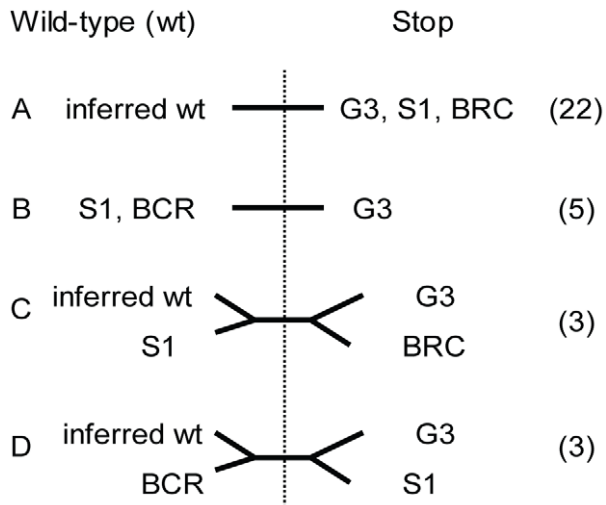 Wild-type (wt) Stop
A inferred wt G3, S1, BRC (22)
B S1, BCR G3 (5)
inferred wt G3
C (3)
S1 BRC
inferred wt G3
D (3)
BCR S1